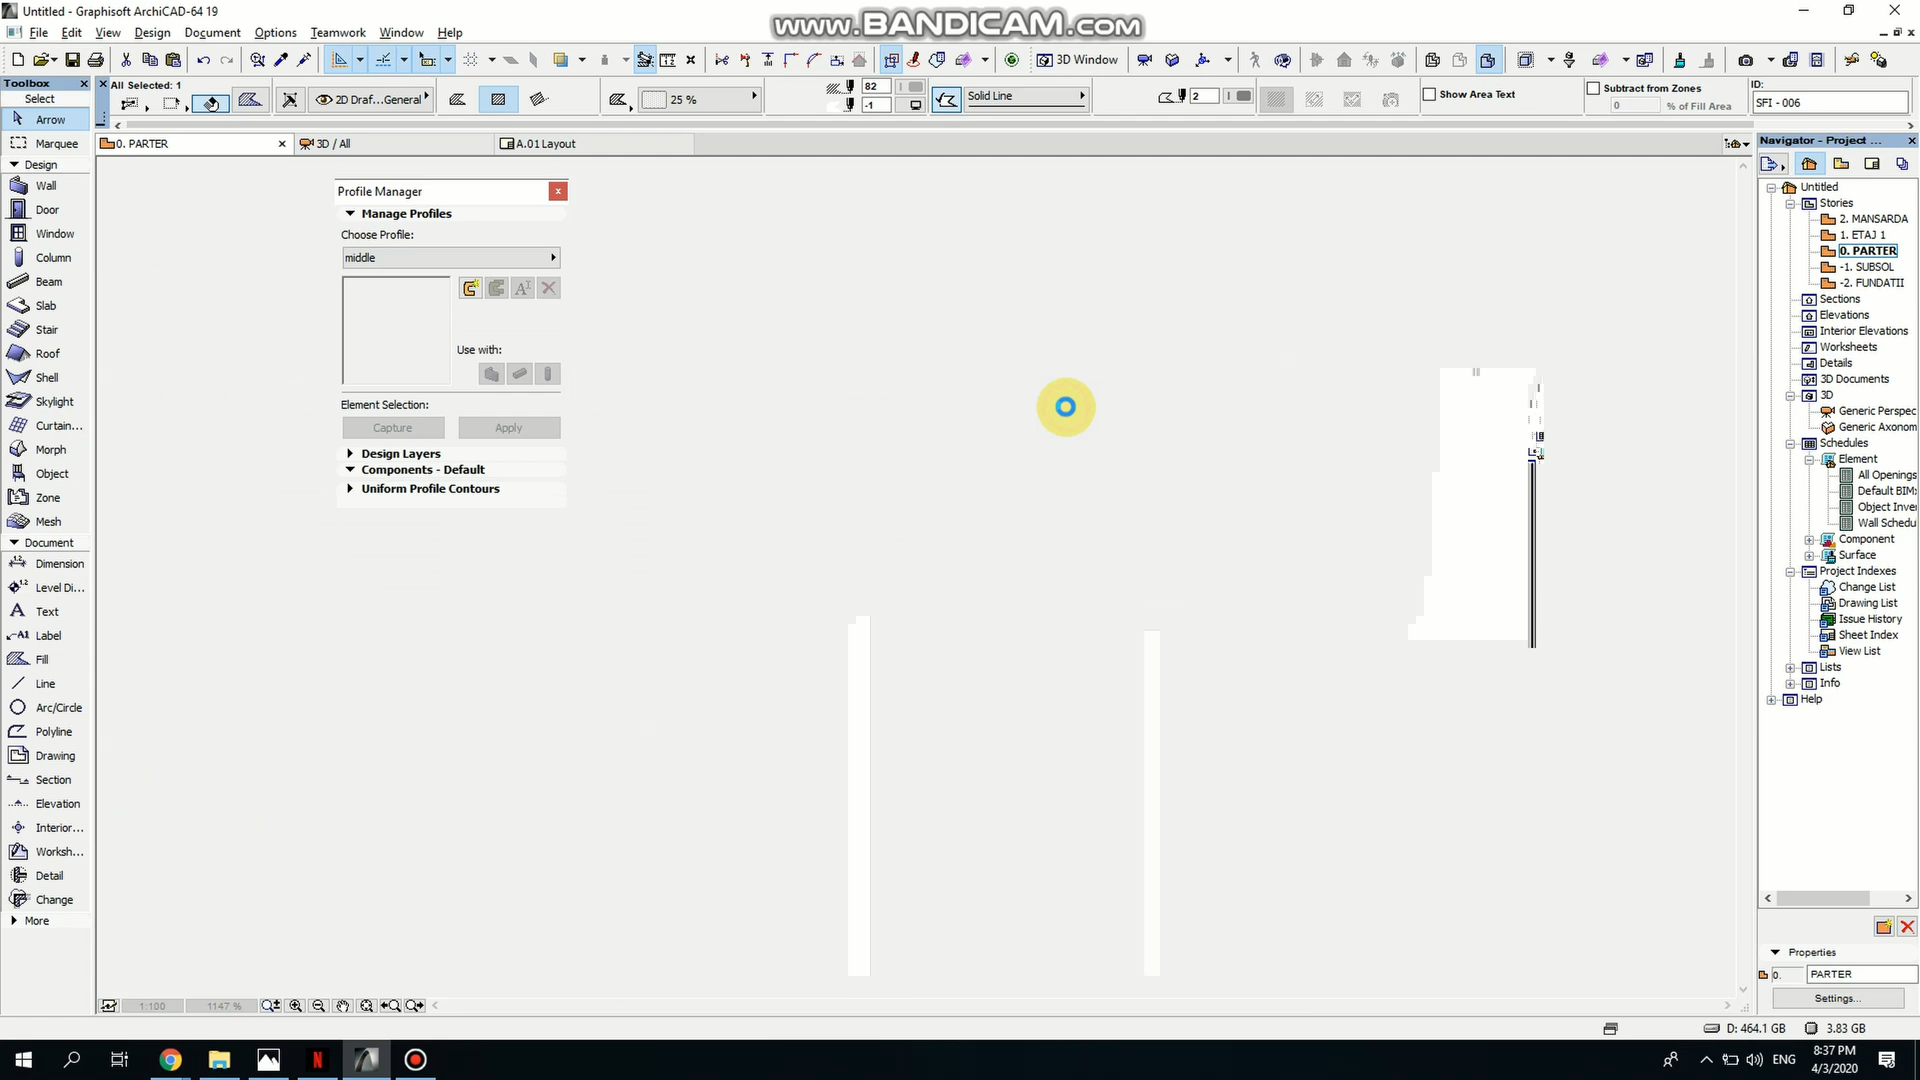 Untitled - Graphisoft ArchiCAD-64 19
www.BANDICAM.com
File Edit View Design Document Options Teamwork Window Help
3D Window
Toolbox
All Selected: 1
2D Draf...General
25 %
82
-1
Solid Line
2
Show Area Text
Subtract from Zones
0 % of Fill Area
ID:
SFI - 006
Select
Arrow
Marquee
Design
Wall
Door
Window
Column
Beam
Slab
Stair
Roof
Shell
Skylight
Curtain...
Morph
Object
Zone
Mesh
Document
Dimension
Level Di...
Text
Label
Fill
Line
Arc/Circle
Polyline
Drawing
Section
Elevation
Interior...
Worksh...
Detail
Change
More
0. PARTER
3D / All
A.01 Layout
Profile Manager
Manage Profiles
Choose Profile:
middle
Use with:
Element Selection:
Capture Apply
Design Layers
Components - Default
Uniform Profile Contours
Navigator - Project ...
Untitled
Stories
2. MANSARDA
1. ETAJ 1
0. PARTER
-1. SUBSOL
-2. FUNDATII
Sections
Elevations
Interior Elevations
Worksheets
Details
3D Documents
3D
Generic Perspec
Generic Axonom
Schedules
Element
All Openings
Default BIMx
Object Inve
Wall Schedu
Component
Surface
Project Indexes
Change List
Drawing List
Issue History
Sheet Index
View List
Lists
Info
Help
Properties
0. PARTER
Settings...
1:100 1147 %
D: 464.1 GB 3.83 GB
ENG
8:37 PM
4/3/2020